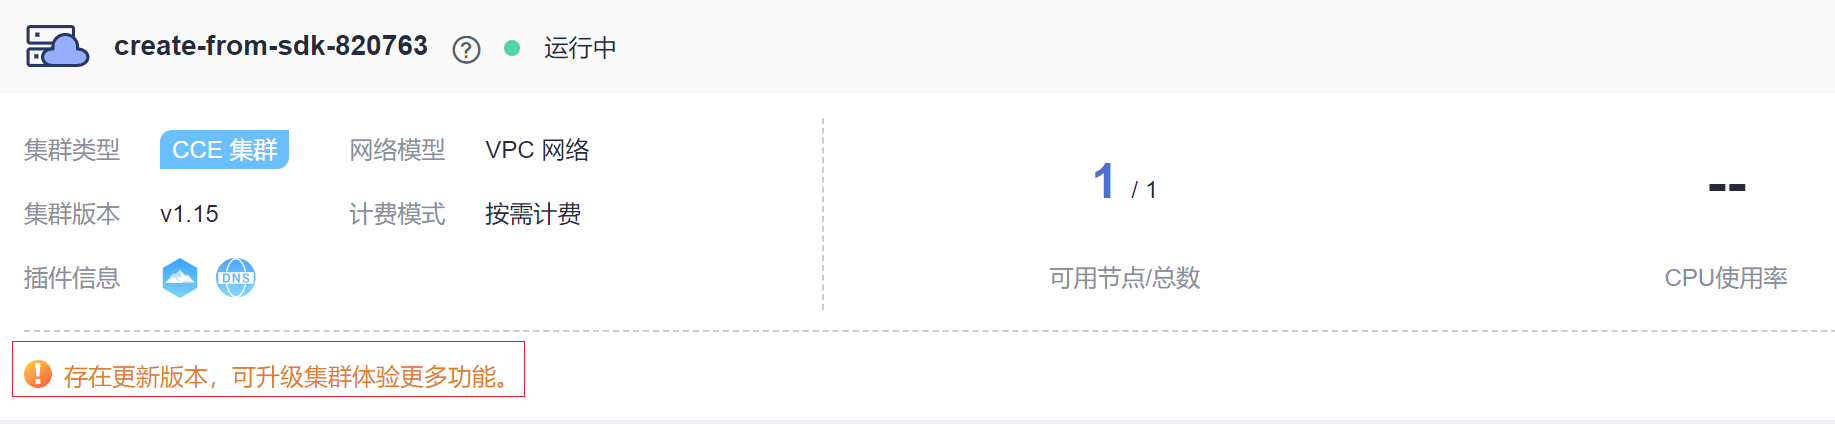 create-from-sdk-820763 ? 运行中
集群类型 CCE 集群 网络模型 VPC 网络
集群版本 v1.15 计费模式 按需计费
插件信息 DNS
1 / 1
可用节点/总数
--
CPU使用率
! 存在更新版本，可升级集群体验更多功能。